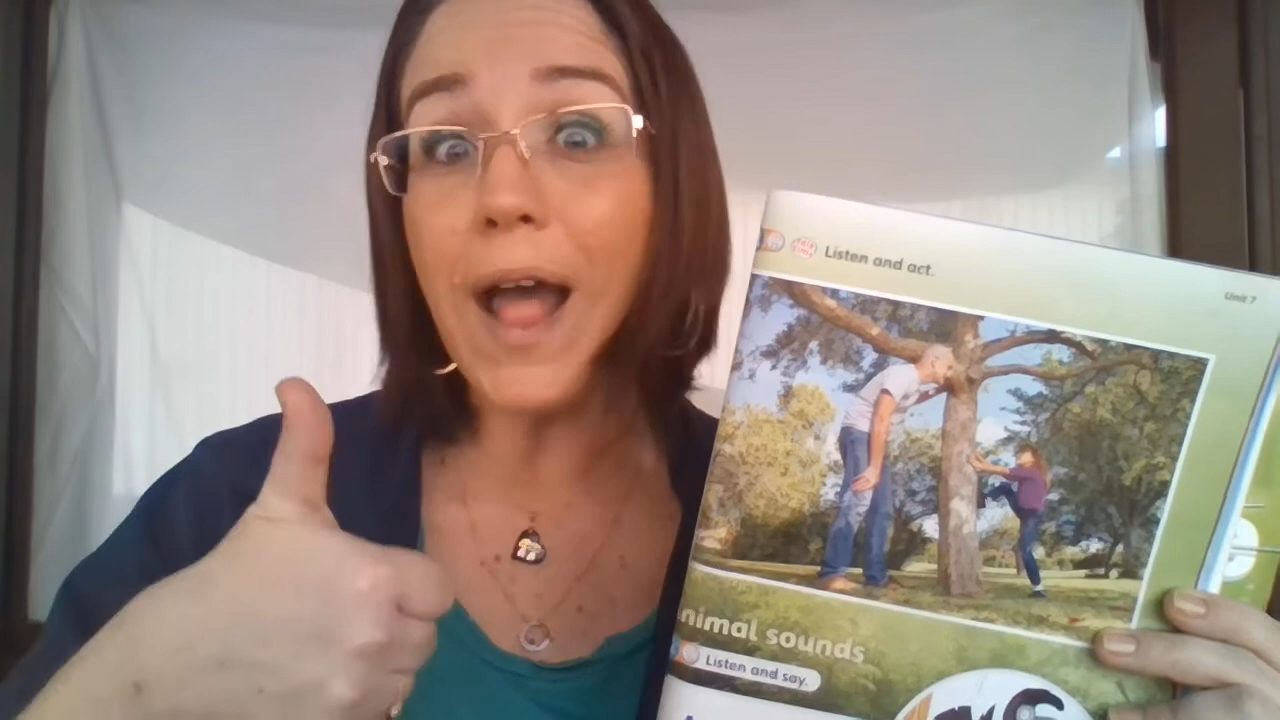 Listen and act.
Unit 7
nimal sounds
Listen and say.